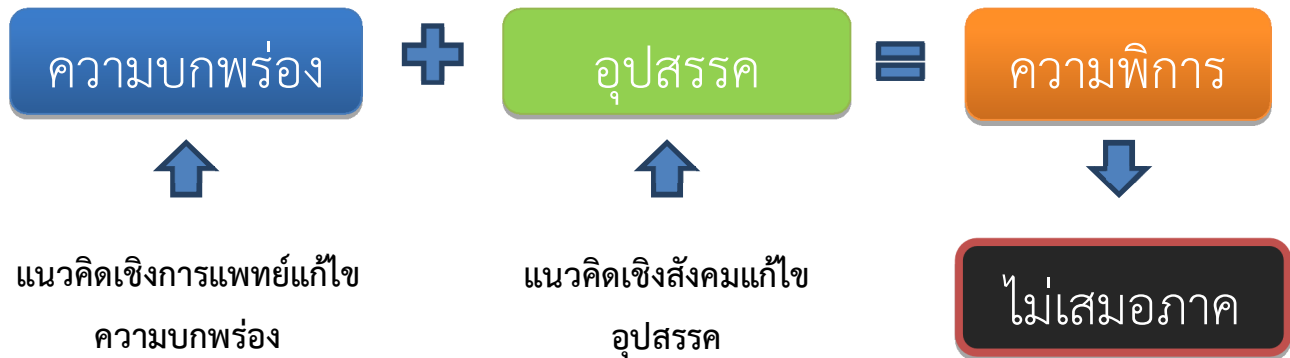 ความบกพร่อง
อุปสรรค
ความพิการ
แนวคิดเชิงการแพทย์แก้ไข
ความบกพร่อง
แนวคิดเชิงสังคมแก้ไข
อุปสรรค
ไม่เสมอภาค